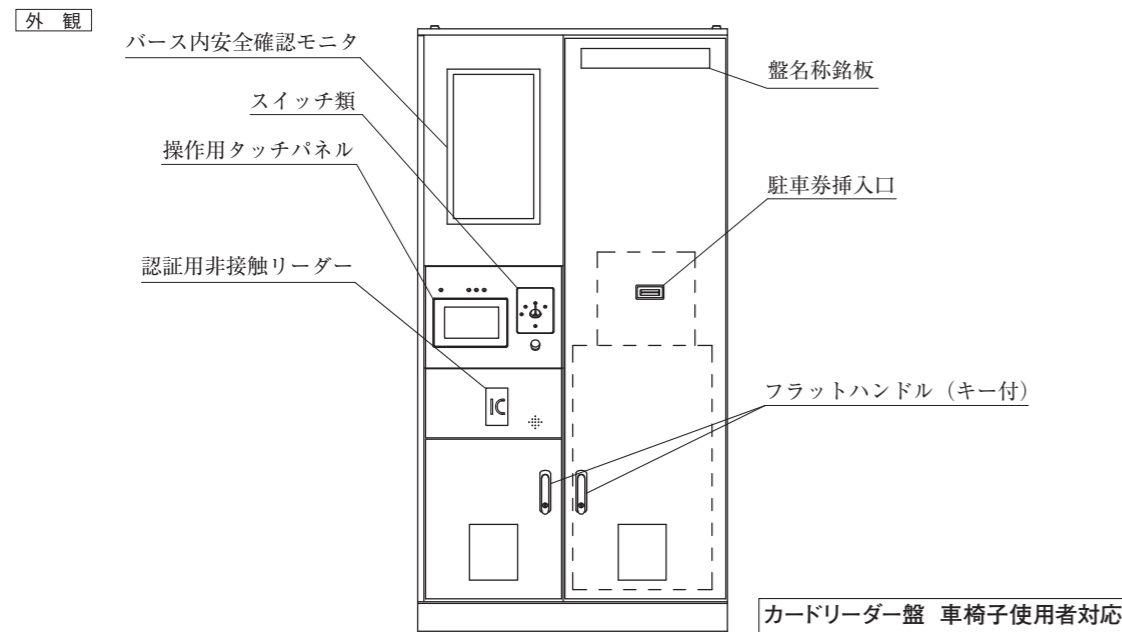 外 観
バース内安全確認モニタ
盤名称銘板
スイッチ類
操作用タッチパネル
駐車券挿入口
認証用非接触リーダー
フラットハンドル（キー付）
IC
カードリーダー盤 車椅子使用者対応